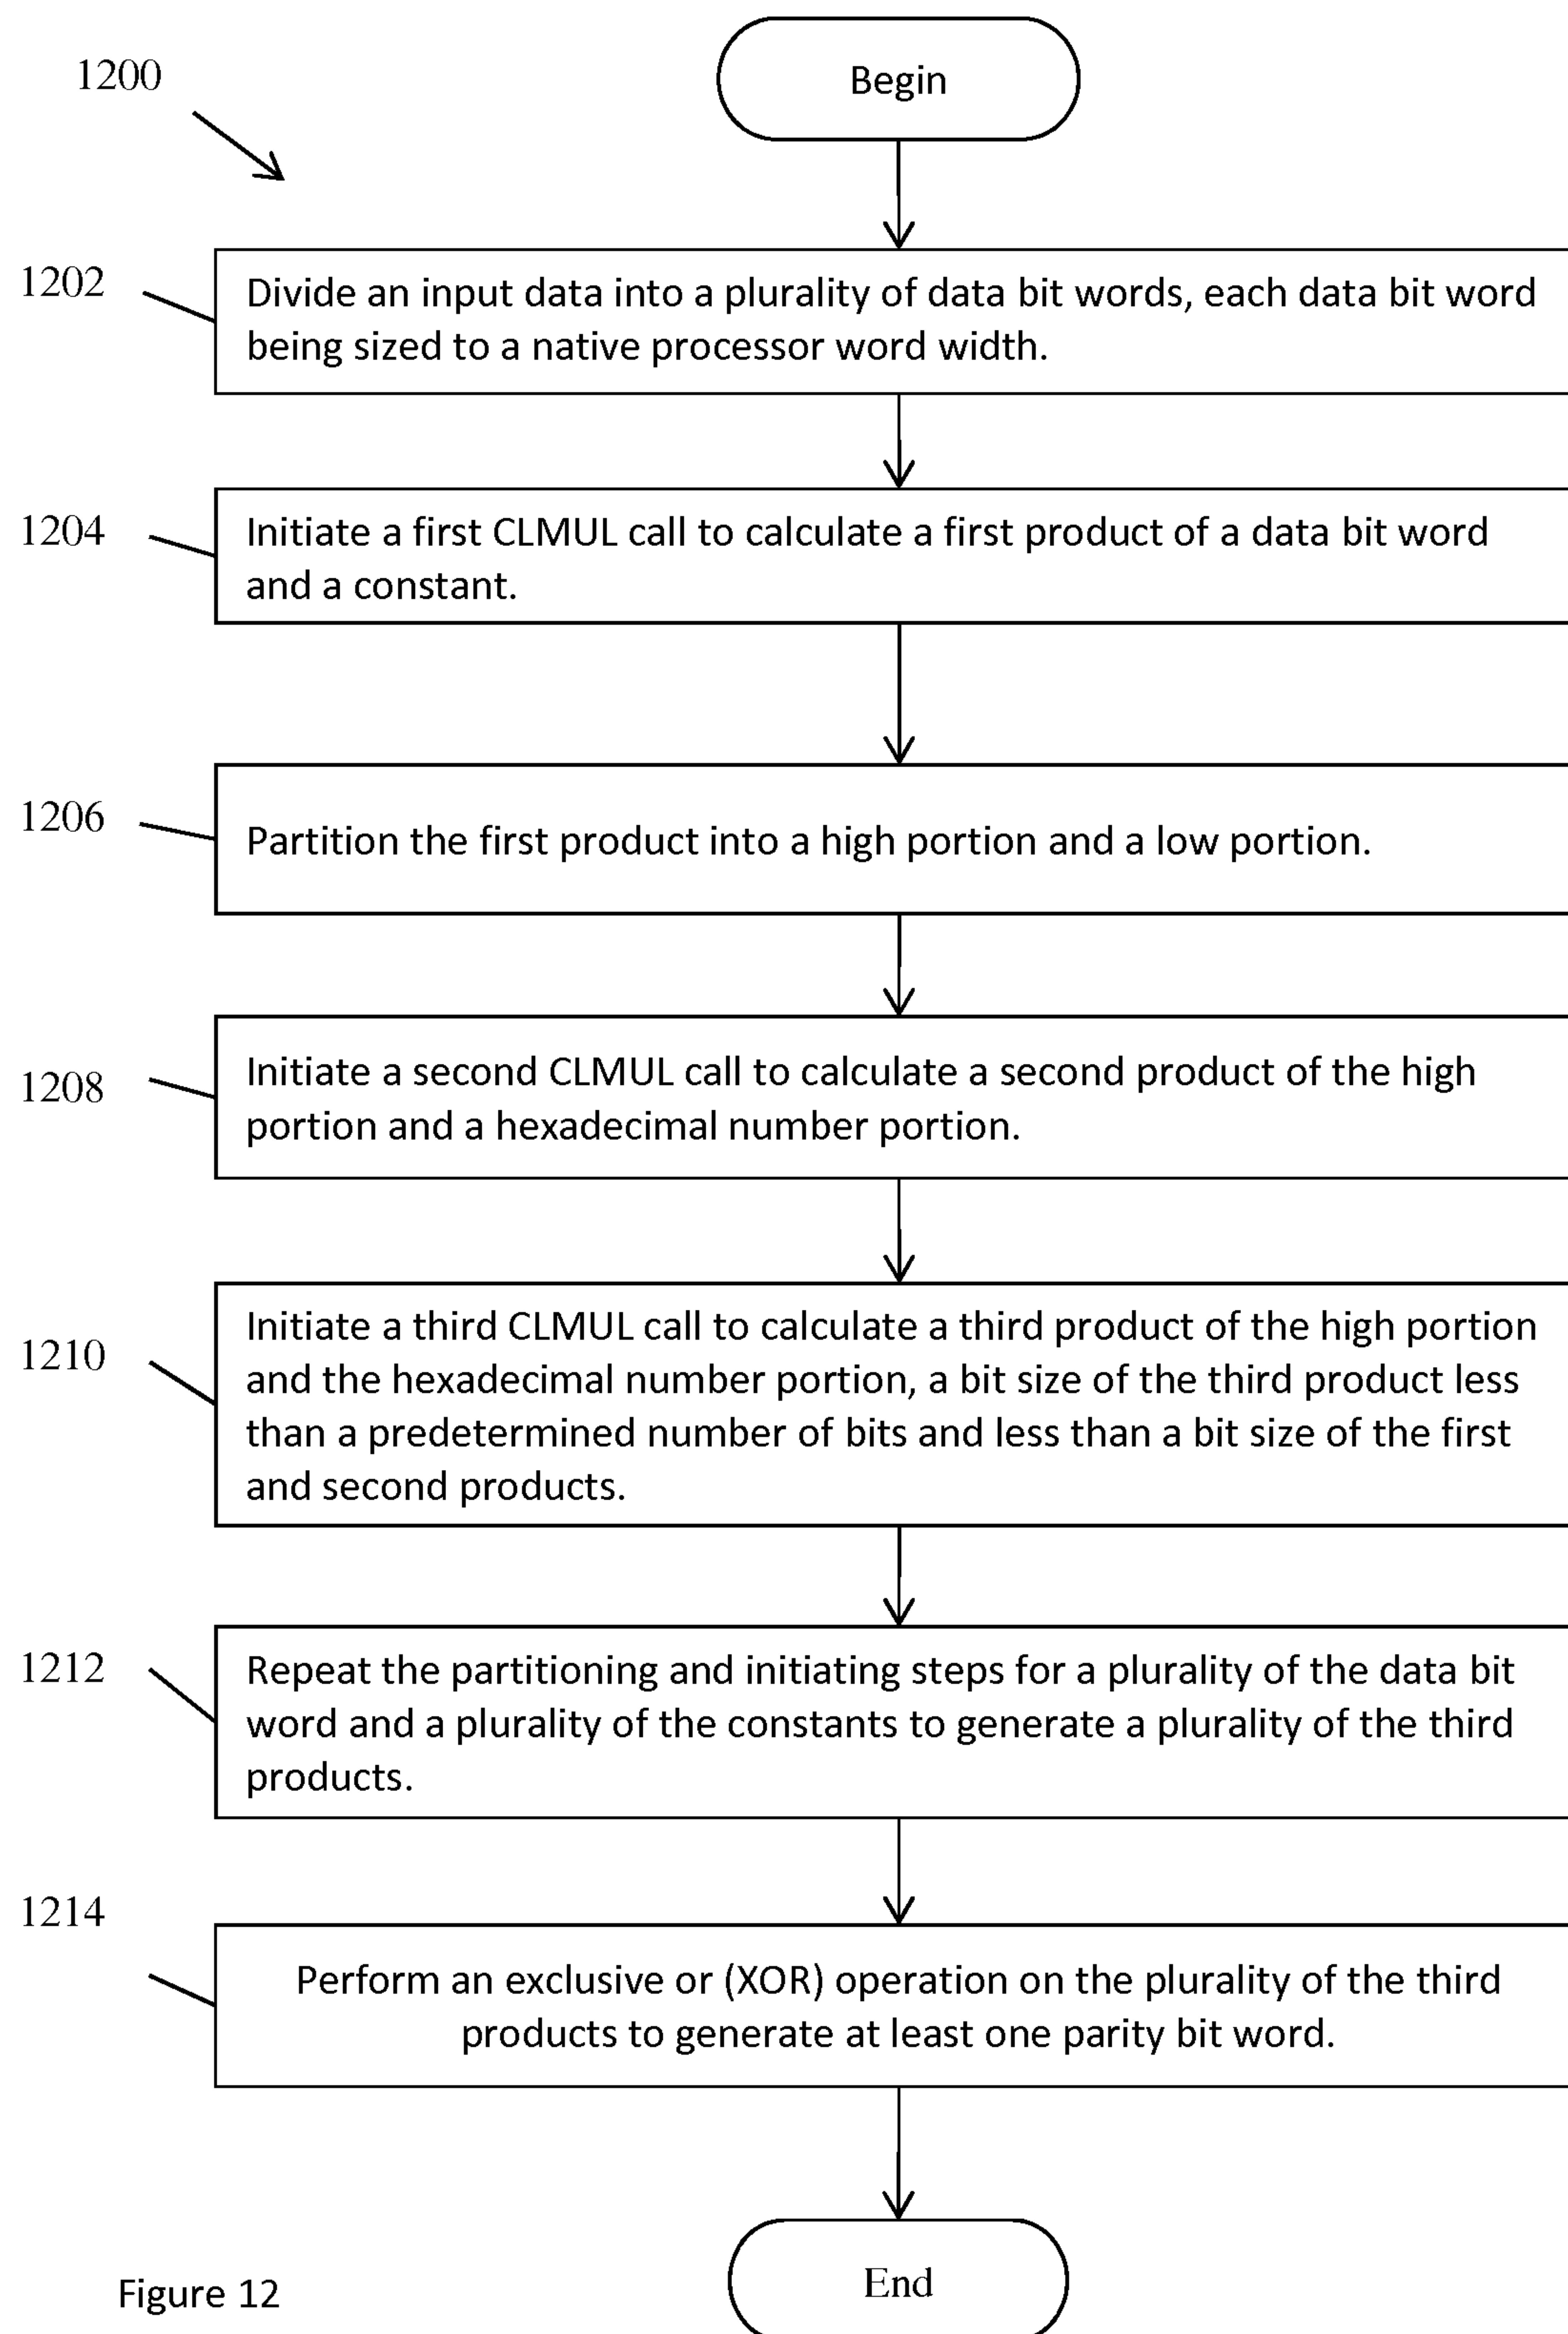 1200
Begin
1202
Divide an input data into a plurality of data bit words, each data bit word
being sized to a native processor word width.
1204
Initiate a first CLMUL call to calculate a first product of a data bit word
and a constant.
1206
Partition the first product into a high portion and a low portion.
1208
Initiate a second CLMUL call to calculate a second product of the high
portion and a hexadecimal number portion.
1210
Initiate a third CLMUL call to calculate a third product of the high portion
and the hexadecimal number portion, a bit size of the third product less
than a predetermined number of bits and less than a bit size of the first
and second products.
1212
Repeat the partitioning and initiating steps for a plurality of the data bit
word and a plurality of the constants to generate a plurality of the third
products.
1214
Perform an exclusive or (XOR) operation on the plurality of the third
products to generate at least one parity bit word.
End
Figure 12